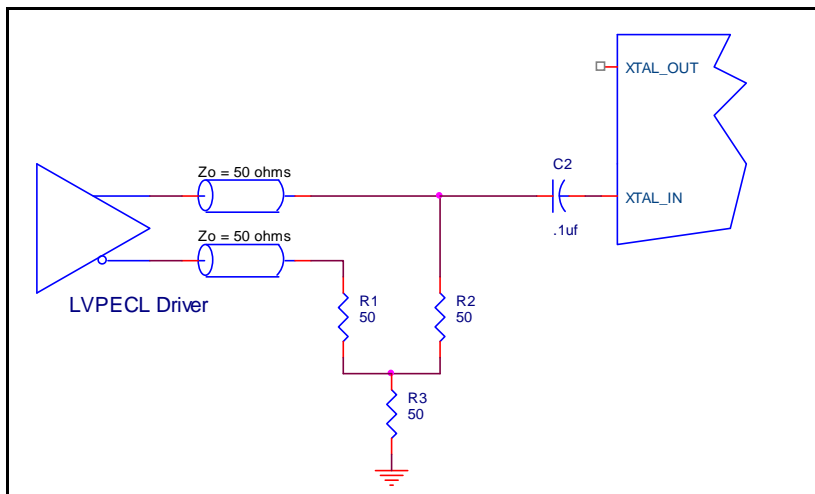 XTAL_OUT
Zo = 50 ohms
C2
XTAL_IN
.1uf
Zo = 50 ohms
LVPECL Driver
R1
50
R2
50
R3
50